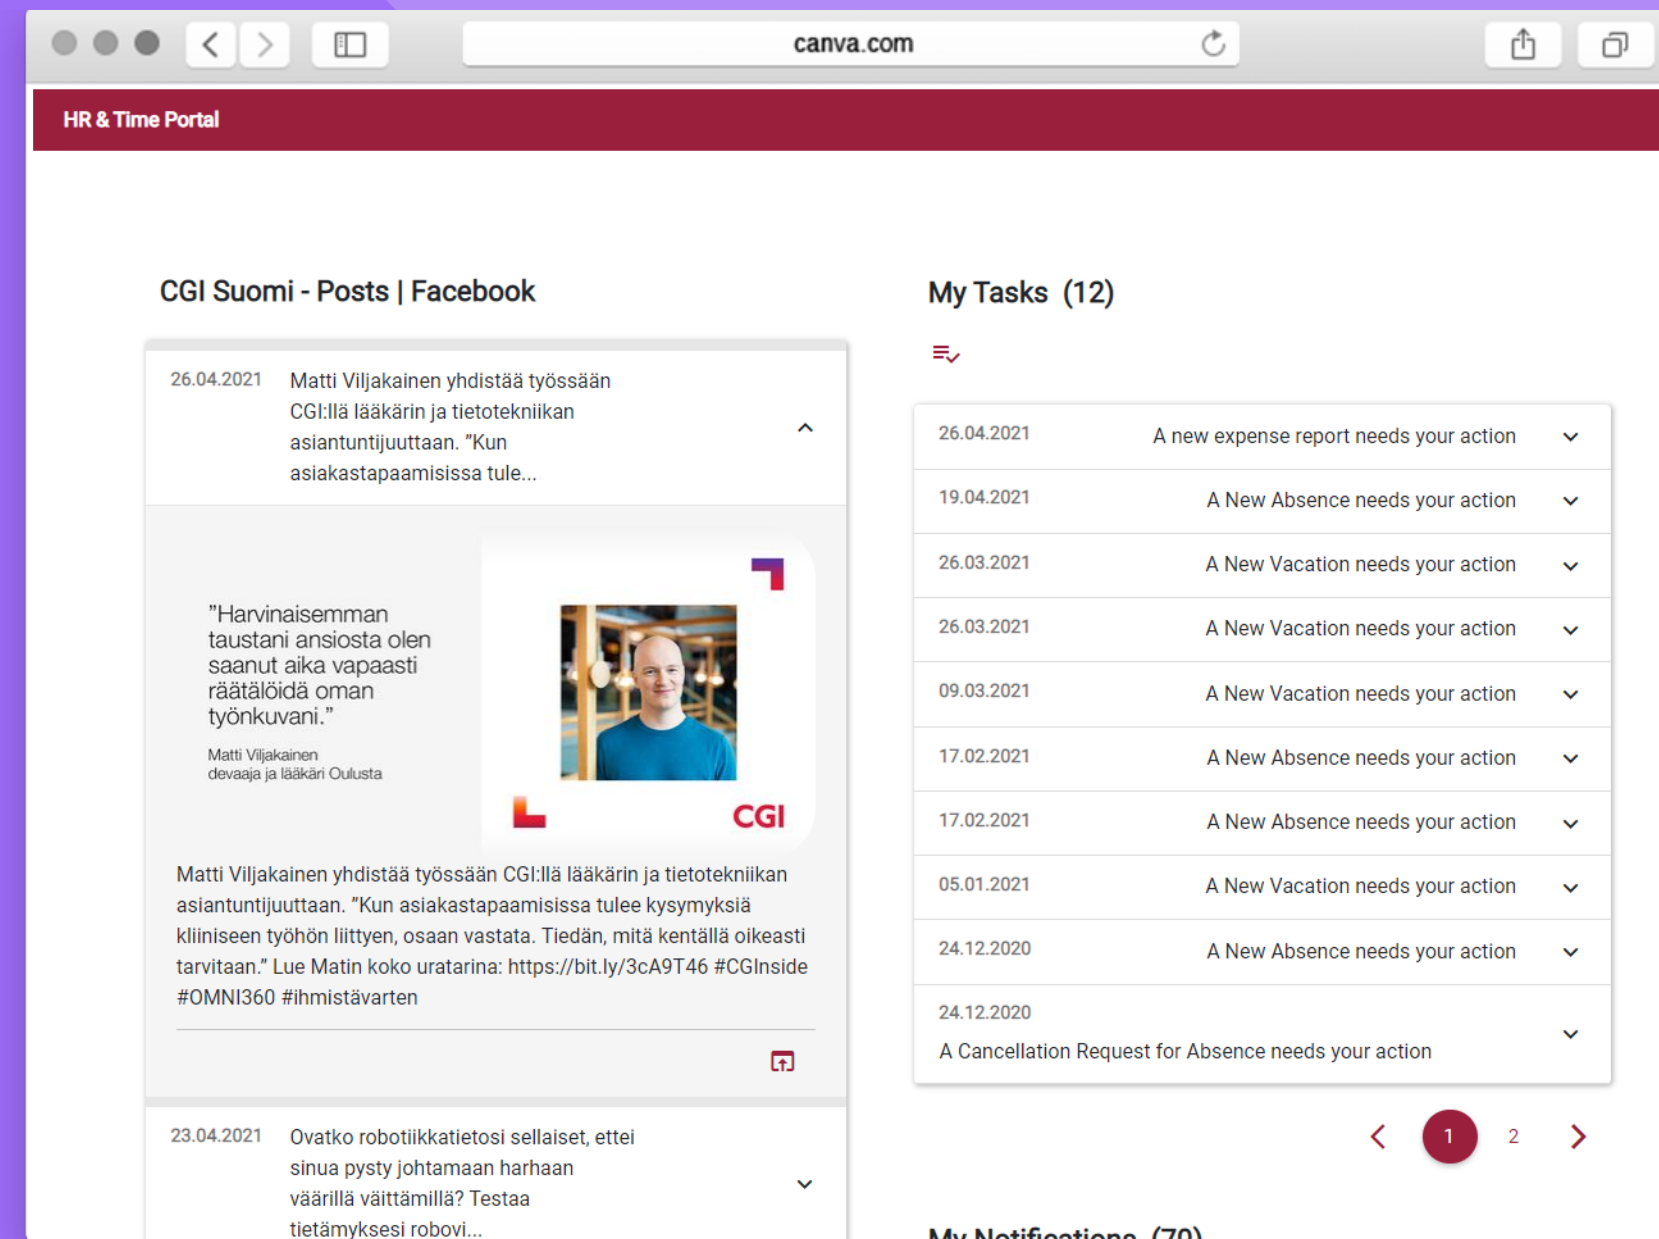 canva.com
HR & Time Portal
CGI Suomi - Posts | Facebook
26.04.2021
Matti Viljakainen yhdistää työssään
CGI:llä lääkärin ja tietotekniikan
asiantuntijuuttaan. ”Kun
asiakastapaamisissa tule...
”Harvinaisemman
taustani ansiosta olen
saanut aika vapaasti
räätälöidä oman
työnkuvani.”
Matti Viljakainen
devaaja ja lääkäri Oulusta
CGI
Matti Viljakainen yhdistää työssään CGI:llä lääkärin ja tietotekniikan
asiantuntijuuttaan. ”Kun asiakastapaamisissa tulee kysymyksiä
kliiniseen työhön liittyen, osaan vastata. Tiedän, mitä kentällä oikeasti
tarvitaan.” Lue Matin koko uratarina: https://bit.ly/3cA9T46 #CGInside
#OMNI360 #ihmistävarten
23.04.2021
Ovatko robotiikkatietosi sellaiset, ettei
sinua pysty johtamaan harhaan
väärillä väittämillä? Testaa
tietämyksesi robovi...
My Tasks (12)
26.04.2021 A new expense report needs your action
19.04.2021 A New Absence needs your action
26.03.2021 A New Vacation needs your action
26.03.2021 A New Vacation needs your action
09.03.2021 A New Vacation needs your action
17.02.2021 A New Absence needs your action
17.02.2021 A New Absence needs your action
05.01.2021 A New Vacation needs your action
24.12.2020 A New Absence needs your action
24.12.2020
A Cancellation Request for Absence needs your action
1 2
My Notifications (70)